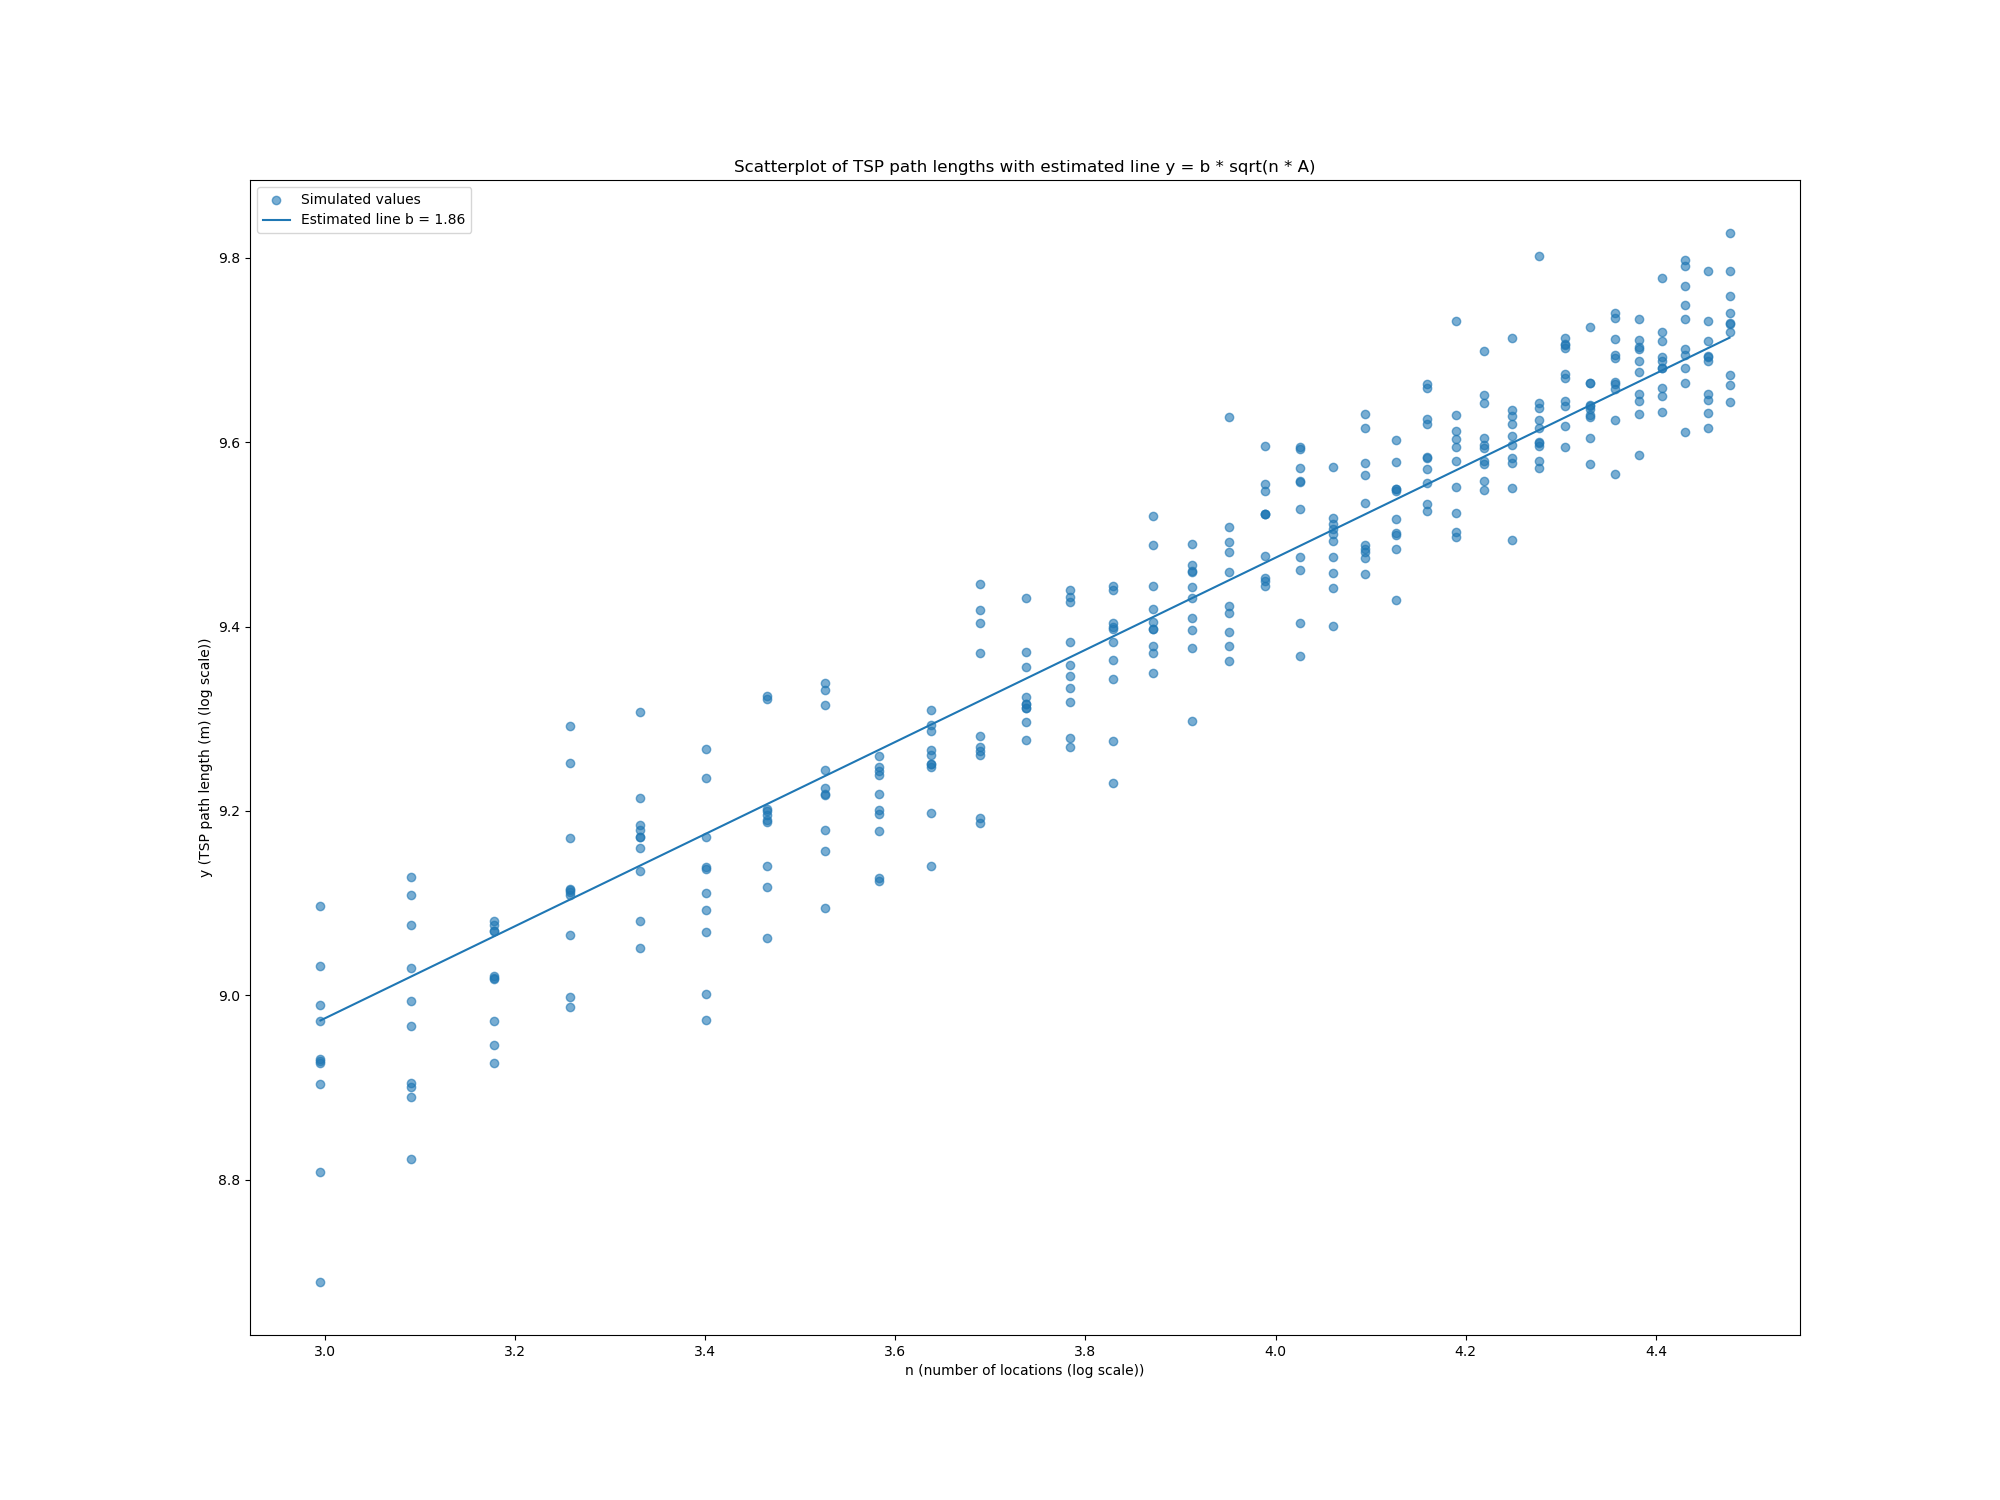 Scatterplot of TSP path lengths with estimated line y = b * sqrt(n * A)
Simulated values
Estimated line b = 1.86
9.8
9.6
9.4
9.2
9.0
8.8
y (TSP path length (m) (log scale))
3.0 3.2 3.4 3.6 3.8 4.0 4.2 4.4
n (number of locations (log scale))